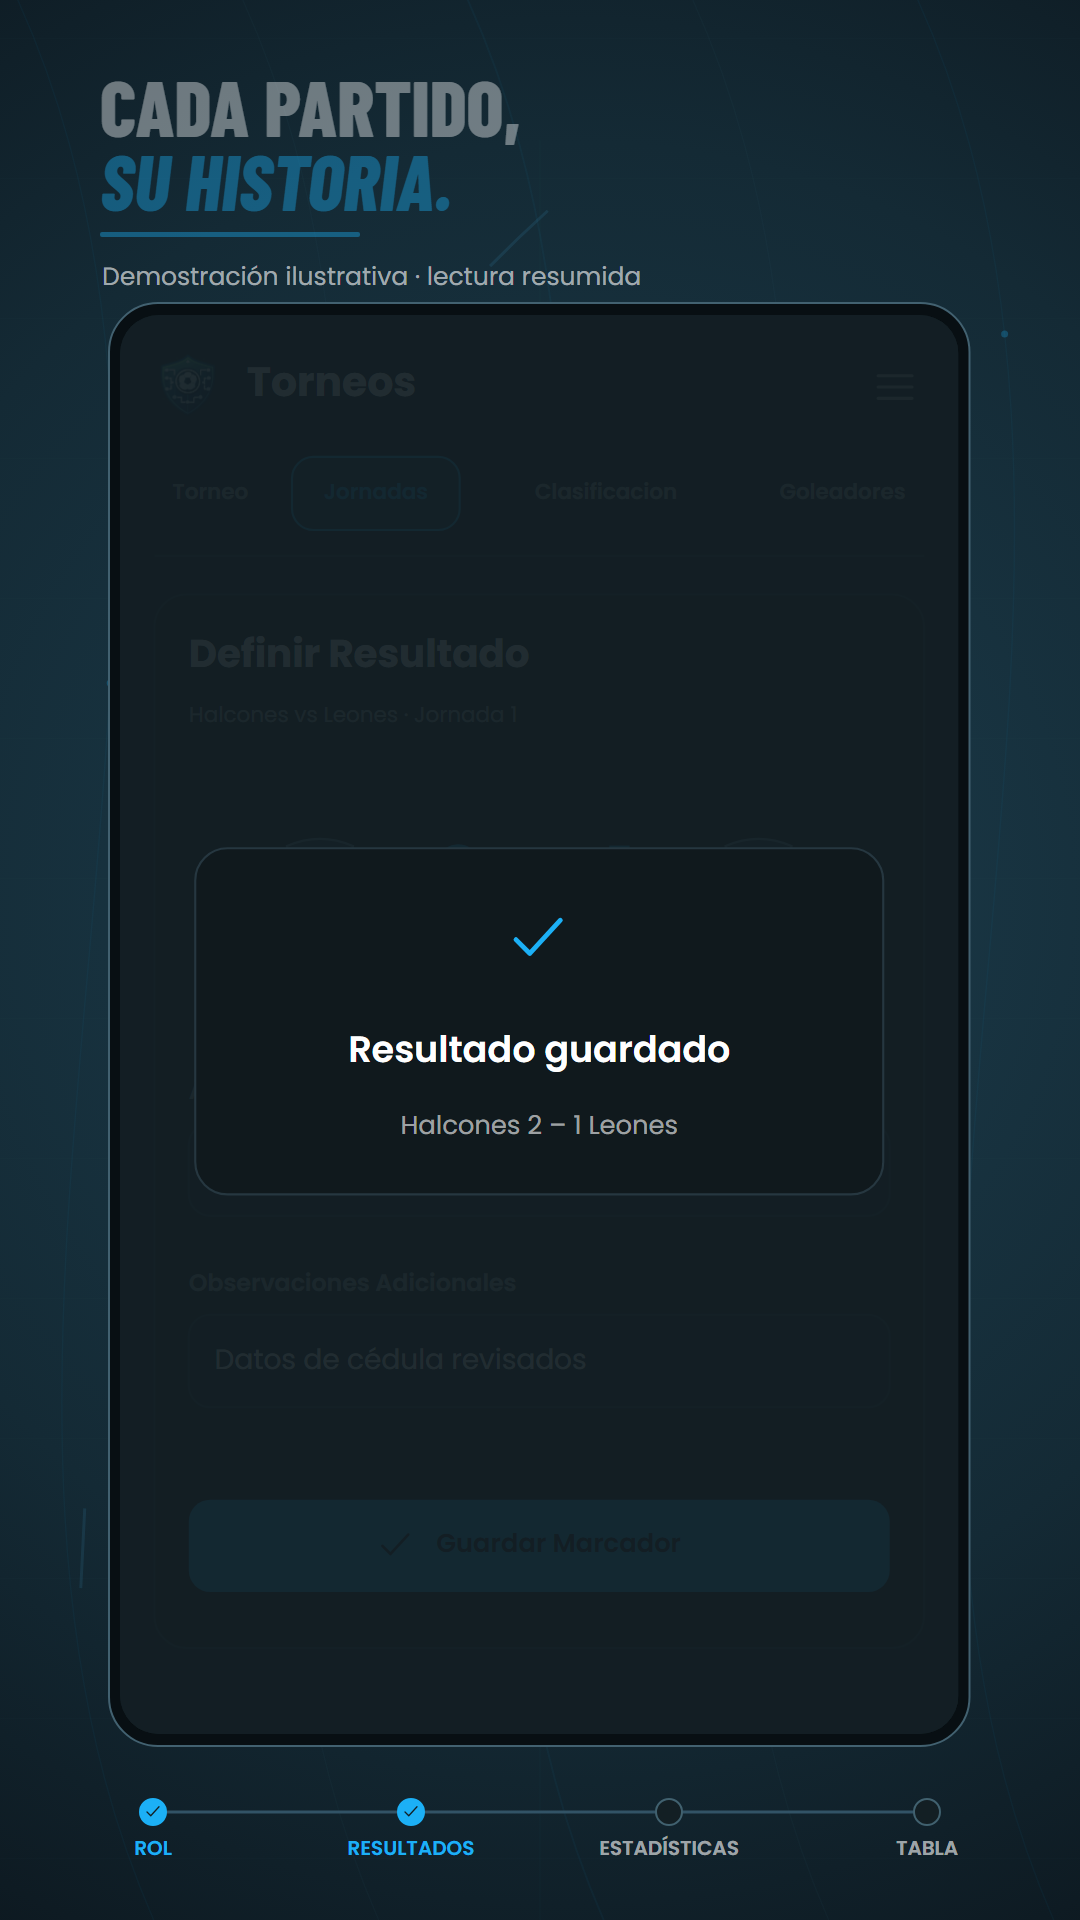 CADA PARTIDO,
SU HISTORIA.
Demostración ilustrativa · lectura resumida
Torneos
Torneo
Jornadas
Clasificacion
Goleadores
Definir Resultado
Halcones vs Leones · Jornada 1
Resultado guardado
Halcones 2 – 1 Leones
Observaciones Adicionales
Datos de cédula revisados
Guardar Marcador
ROL
RESULTADOS
ESTADÍSTICAS
TABLA